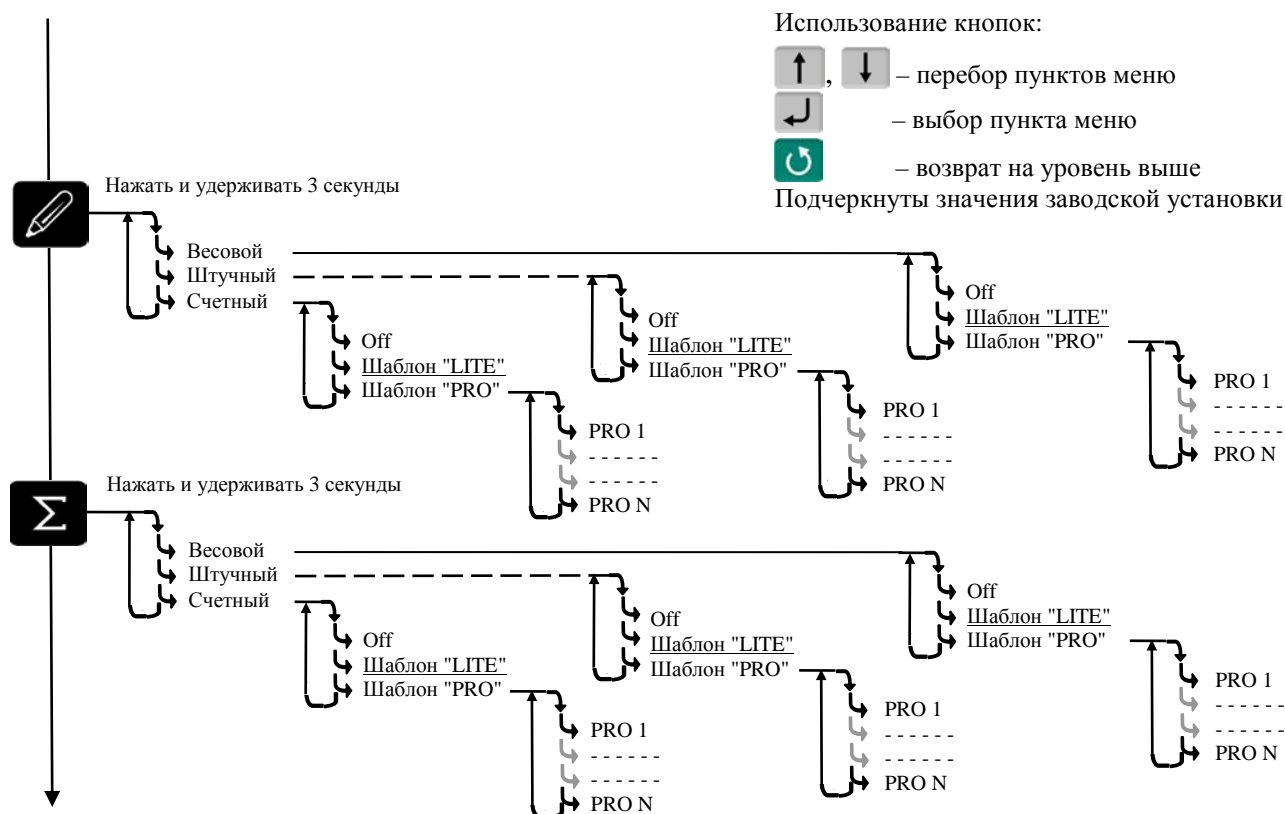 Использование кнопок:
, – перебор пунктов меню
– выбор пункта меню
– возврат на уровень выше
Подчеркнуты значения заводской установки
Нажать и удерживать 3 секунды
Весовой
Штучный
Счетный
Off
Шаблон "LITE"
Шаблон "PRO"
PRO 1
- - - - - -
- - - - - -
PRO N
Off
Шаблон "LITE"
Шаблон "PRO"
PRO 1
- - - - - -
- - - - - -
PRO N
Off
Шаблон "LITE"
Шаблон "PRO"
PRO 1
- - - - - -
- - - - - -
PRO N
Нажать и удерживать 3 секунды
Σ
Весовой
Штучный
Счетный
Off
Шаблон "LITE"
Шаблон "PRO"
PRO 1
- - - - - -
- - - - - -
PRO N
Off
Шаблон "LITE"
Шаблон "PRO"
PRO 1
- - - - - -
- - - - - -
PRO N
Off
Шаблон "LITE"
Шаблон "PRO"
PRO 1
- - - - - -
- - - - - -
PRO N